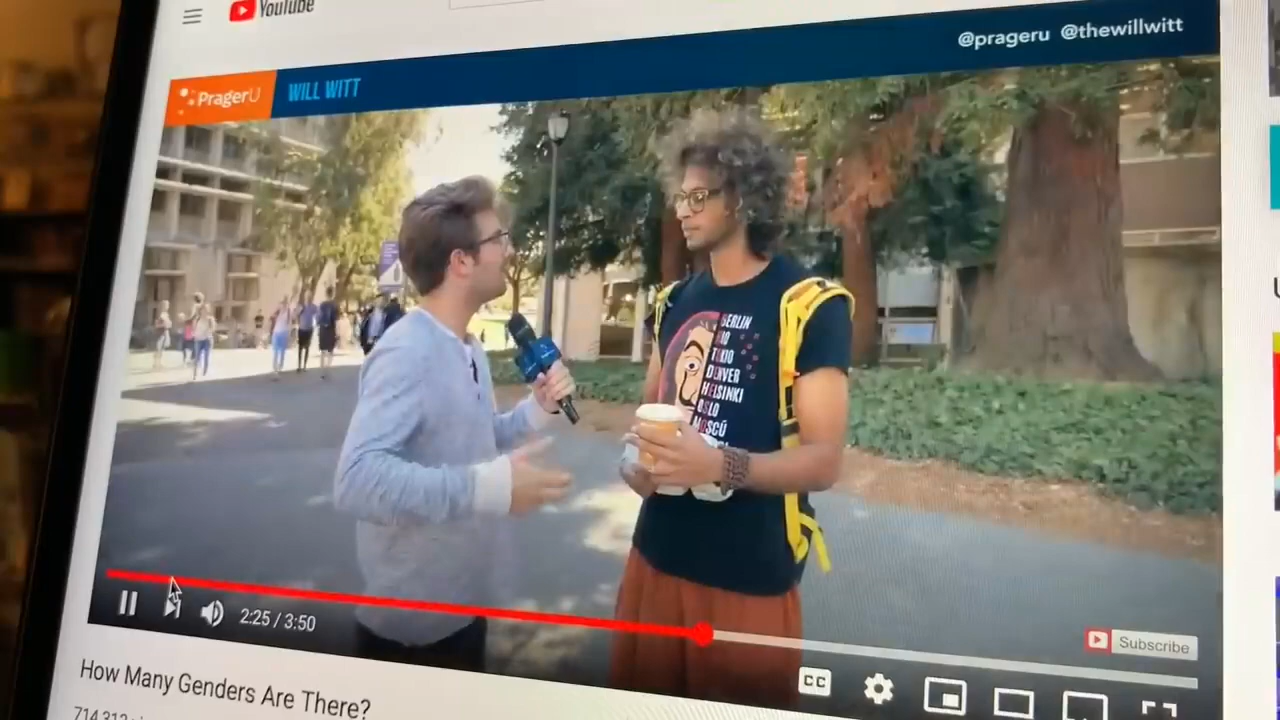 YouTube
@prageru @thewillwitt
PragerU
WILL WITT
BERLIN
TOKIO
DENVER
HELSINKI
OSLO
MOSCÚ
2:25 / 3:50
Subscribe
CC
How Many Genders Are There?